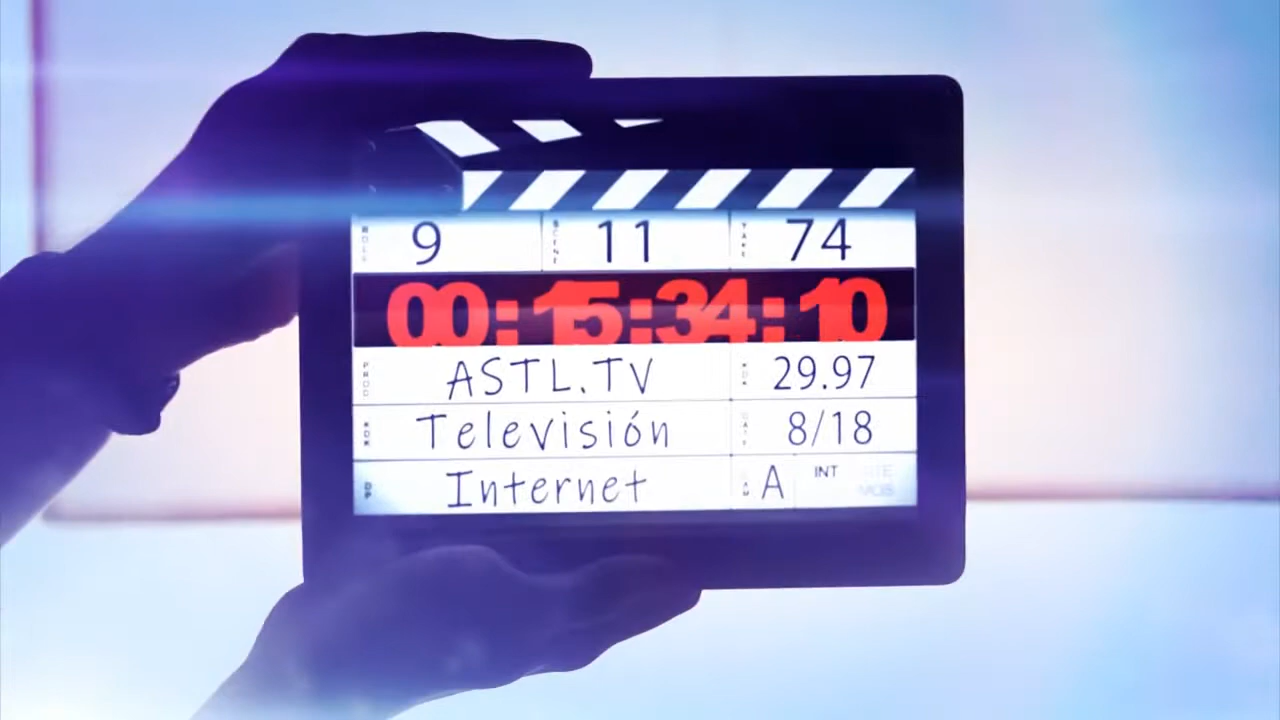 9 11 74
00:15:34:10
ASTL.TV 29.97
Televisión 8/18
Internet A INT